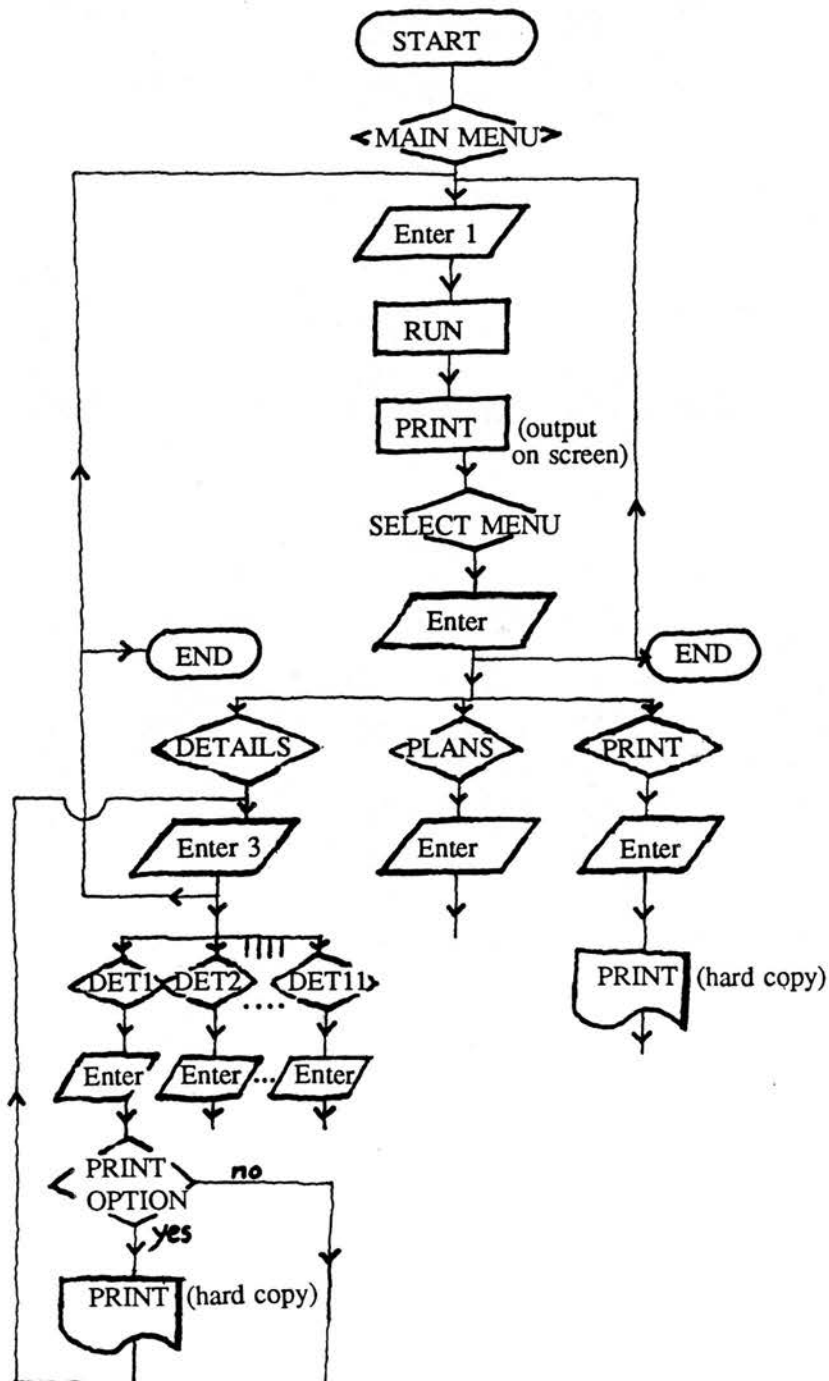 START
MAIN MENU
Enter 1
RUN
PRINT (output
on screen)
SELECT MENU
Enter
END
END
DETAILS PLANS PRINT
Enter 3 Enter Enter
DET1 DET2 .... DET11
PRINT (hard copy)
Enter Enter... Enter
PRINT no
OPTION
yes
PRINT (hard copy)